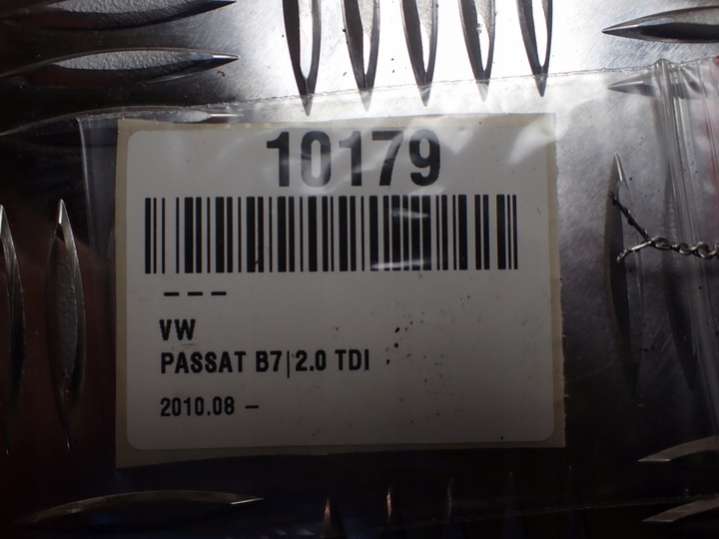 10179
---
VW
PASSAT B7|2.0 TDI
2010.08 -